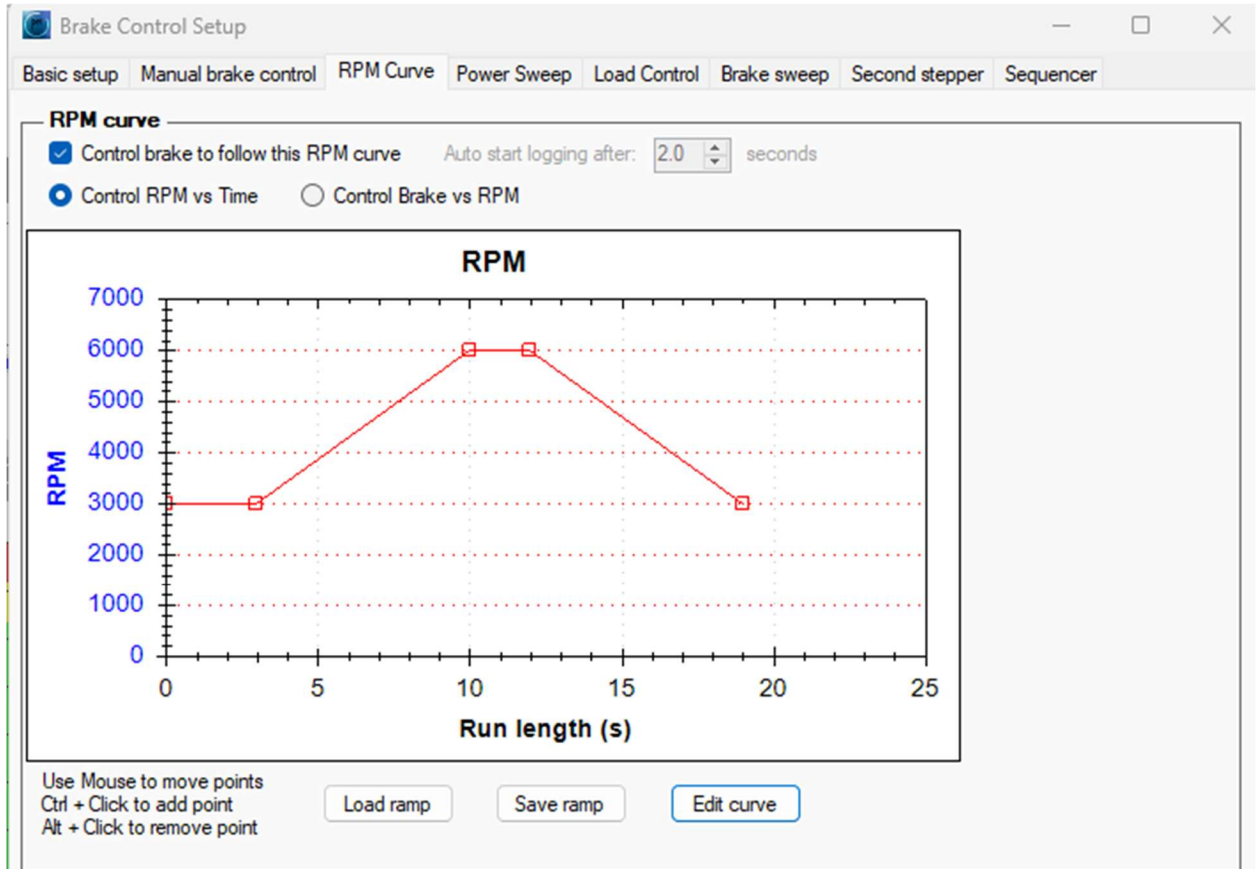 Brake Control Setup
Basic setup Manual brake control RPM Curve Power Sweep Load Control Brake sweep Second stepper Sequencer
RPM curve
Control brake to follow this RPM curve Auto start logging after: 2.0 seconds
Control RPM vs Time Control Brake vs RPM
RPM
7000
6000
5000
4000
3000
2000
1000
0
RPM
0 5 10 15 20 25
Run length (s)
Use Mouse to move points
Ctrl + Click to add point
Alt + Click to remove point
Load ramp Save ramp Edit curve